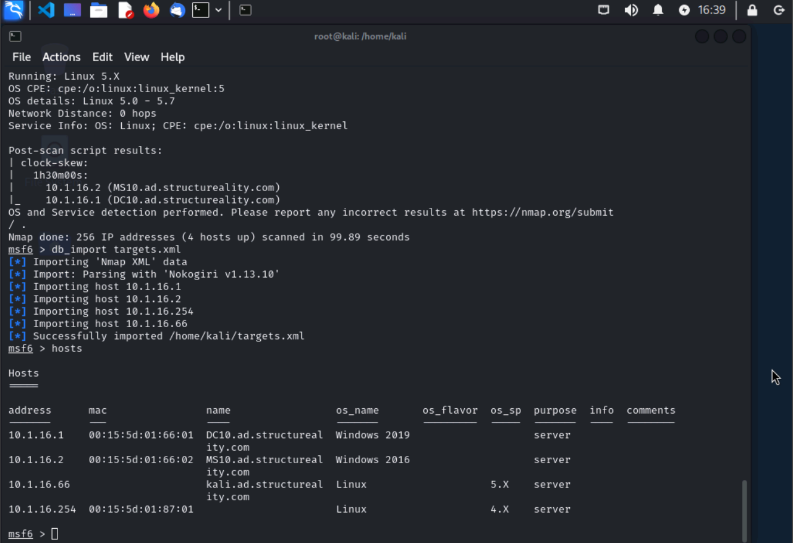 16:39
root@kali: /home/kali
File Actions Edit View Help
Running: Linux 5.X
OS CPE: cpe:/o:linux:linux_kernel:5
OS details: Linux 5.0 - 5.7
Network Distance: 0 hops
Service Info: OS: Linux; CPE: cpe:/o:linux:linux_kernel
Post-scan script results:
| clock-skew:
|   1h30m00s:
|     10.1.16.2 (MS10.ad.structureality.com)
|_    10.1.16.1 (DC10.ad.structureality.com)
OS and Service detection performed. Please report any incorrect results at https://nmap.org/submit
/ .
Nmap done: 256 IP addresses (4 hosts up) scanned in 99.89 seconds
msf6 > db_import targets.xml
[*] Importing 'Nmap XML' data
[*] Import: Parsing with 'Nokogiri v1.13.10'
[*] Importing host 10.1.16.1
[*] Importing host 10.1.16.2
[*] Importing host 10.1.16.254
[*] Importing host 10.1.16.66
[*] Successfully imported /home/kali/targets.xml
msf6 > hosts
Hosts
=====
address mac name os_name os_flavor os_sp purpose info comments
10.1.16.1 00:15:5d:01:66:01 DC10.ad.structureal Windows 2019 server
ity.com
10.1.16.2 00:15:5d:01:66:02 MS10.ad.structureal Windows 2016 server
ity.com
10.1.16.66 kali.ad.structureal Linux 5.X server
ity.com
10.1.16.254 00:15:5d:01:87:01 Linux 4.X server
msf6 >